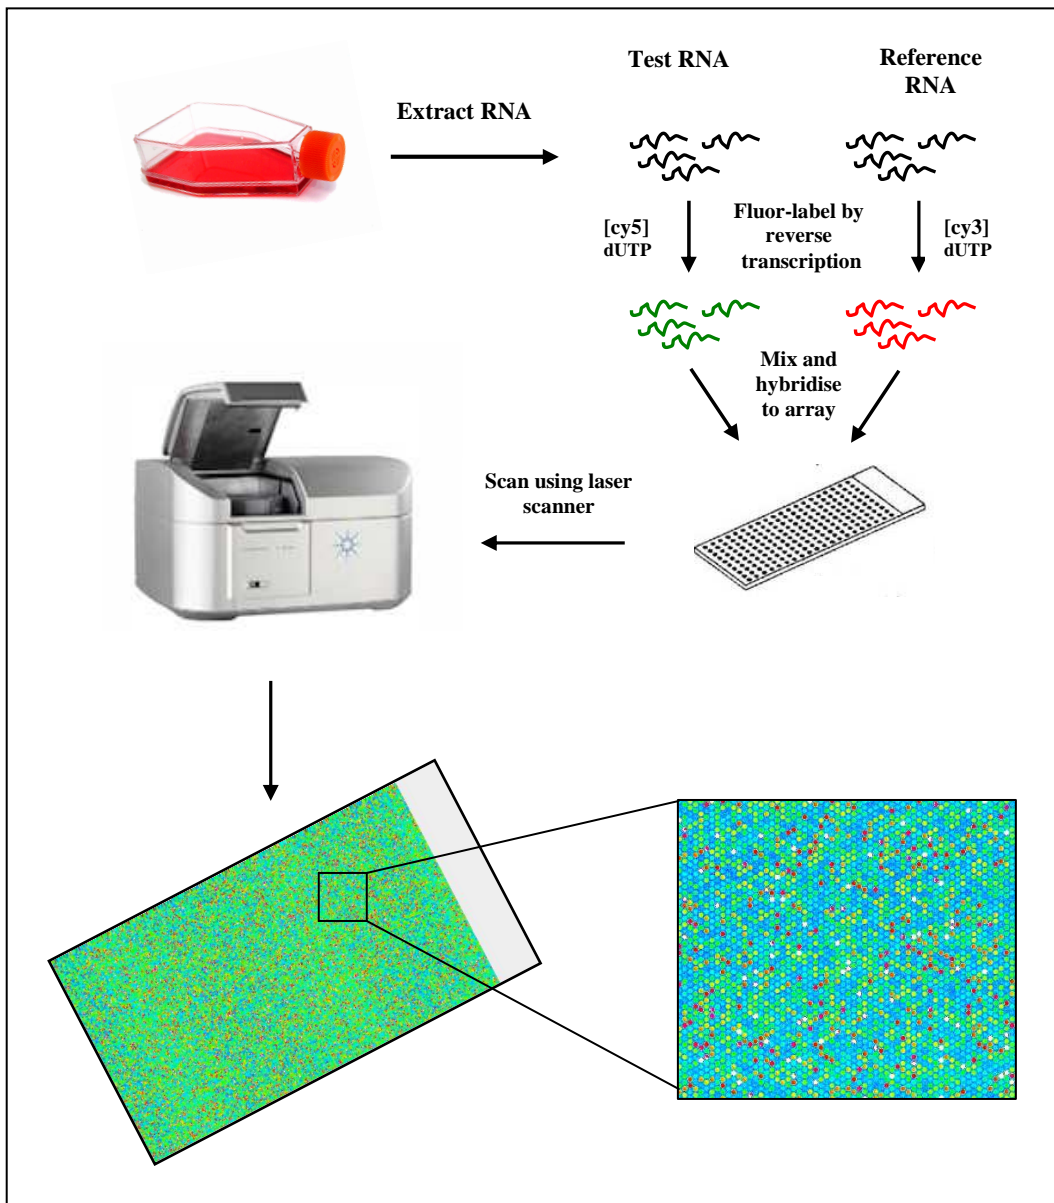 Test RNA
Reference
RNA
Extract RNA
[cy5]
dUTP
Fluor-label by
reverse
transcription
[cy3]
dUTP
Mix and
hybridise
to array
Scan using laser
scanner